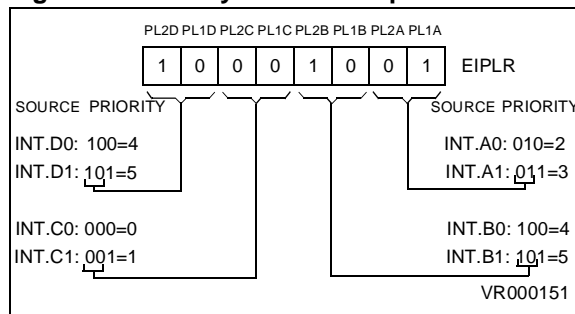 PL2D PL1D PL2C PL1C PL2B PL1B PL2A PL1A
1 0 0 0 1 0 0 1 EIPLR
SOURCE PRIORITY SOURCE PRIORITY
INT.D0: 100=4 INT.A0: 010=2
INT.D1: 101=5 INT.A1: 011=3
INT.C0: 000=0 INT.B0: 100=4
INT.C1: 001=1 INT.B1: 101=5
VR000151